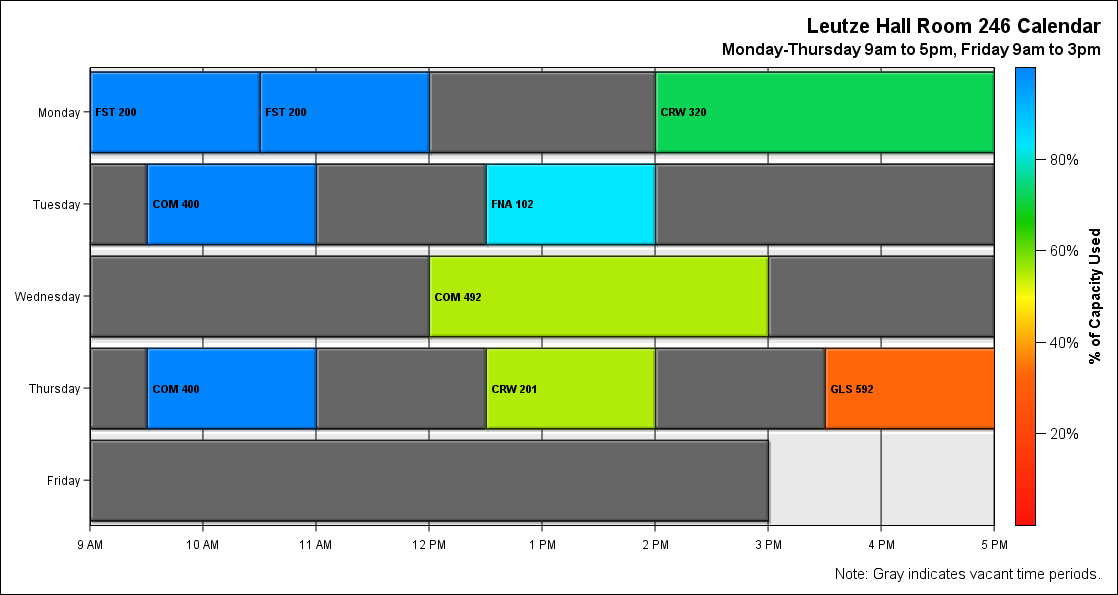 Leutze Hall Room 246 Calendar
Monday-Thursday 9am to 5pm, Friday 9am to 3pm
Monday
FST 200
FST 200
CRW 320
Tuesday
COM 400
FNA 102
Wednesday
COM 492
Thursday
COM 400
CRW 201
GLS 592
Friday
9 AM
10 AM
11 AM
12 PM
1 PM
2 PM
3 PM
4 PM
5 PM
80%
60%
40%
20%
% of Capacity Used
Note: Gray indicates vacant time periods.